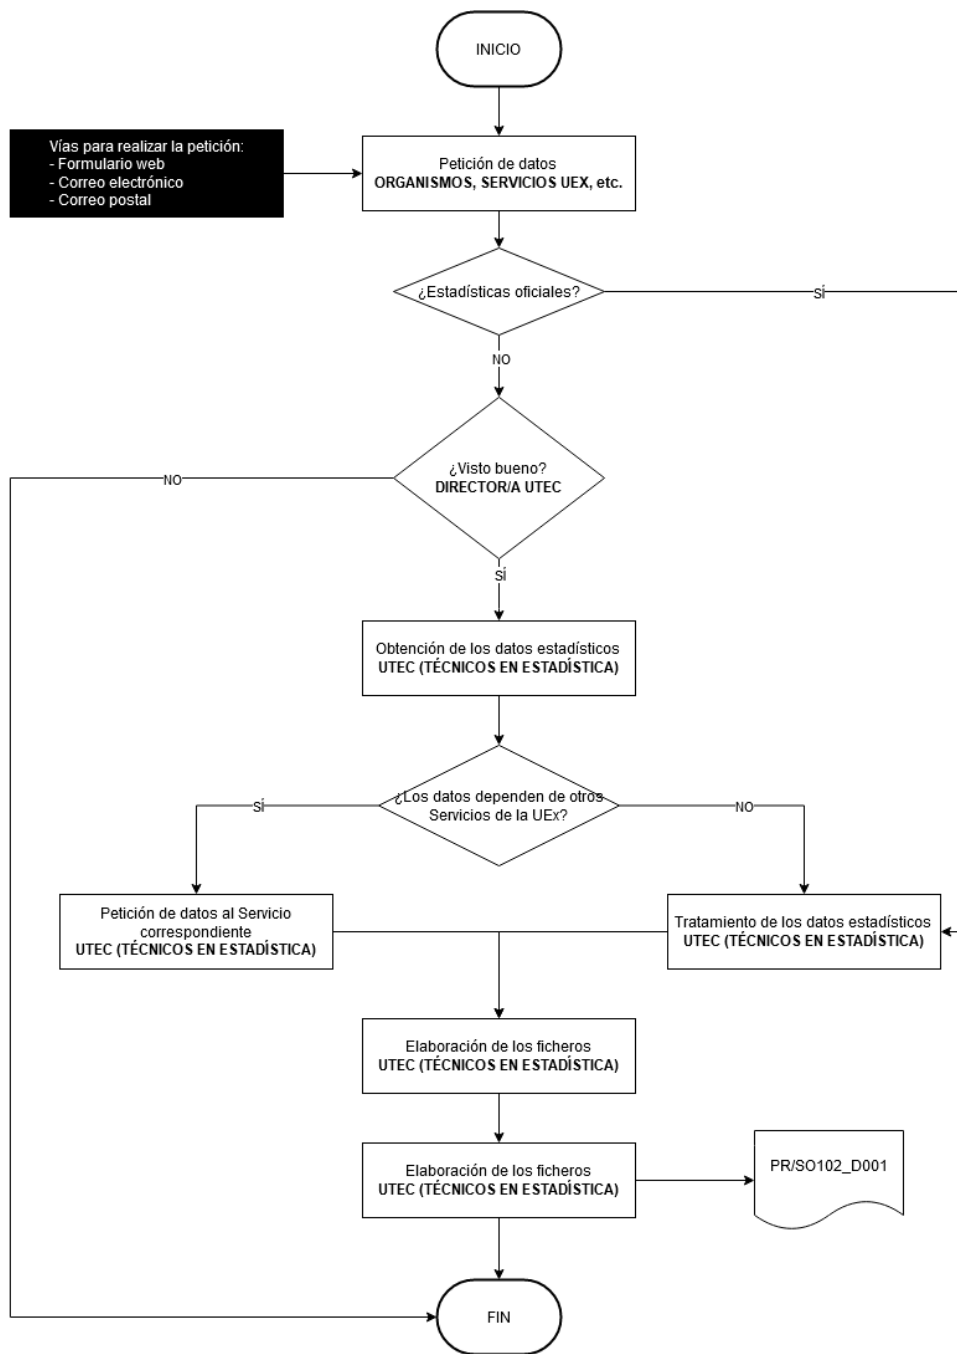 INICIO
Vías para realizar la petición:
- Formulario web
- Correo electrónico
- Correo postal
Petición de datos
ORGANISMOS, SERVICIOS UEX, etc.
¿Estadísticas oficiales?
SÍ
NO
¿Visto bueno?
DIRECTOR/A UTEC
NO
SÍ
Obtención de los datos estadísticos
UTEC (TÉCNICOS EN ESTADÍSTICA)
¿Los datos dependen de otros
Servicios de la UEx?
SÍ
NO
Petición de datos al Servicio
correspondiente
UTEC (TÉCNICOS EN ESTADÍSTICA)
Tratamiento de los datos estadísticos
UTEC (TÉCNICOS EN ESTADÍSTICA)
Elaboración de los ficheros
UTEC (TÉCNICOS EN ESTADÍSTICA)
Elaboración de los ficheros
UTEC (TÉCNICOS EN ESTADÍSTICA)
PR/SO102_D001
FIN